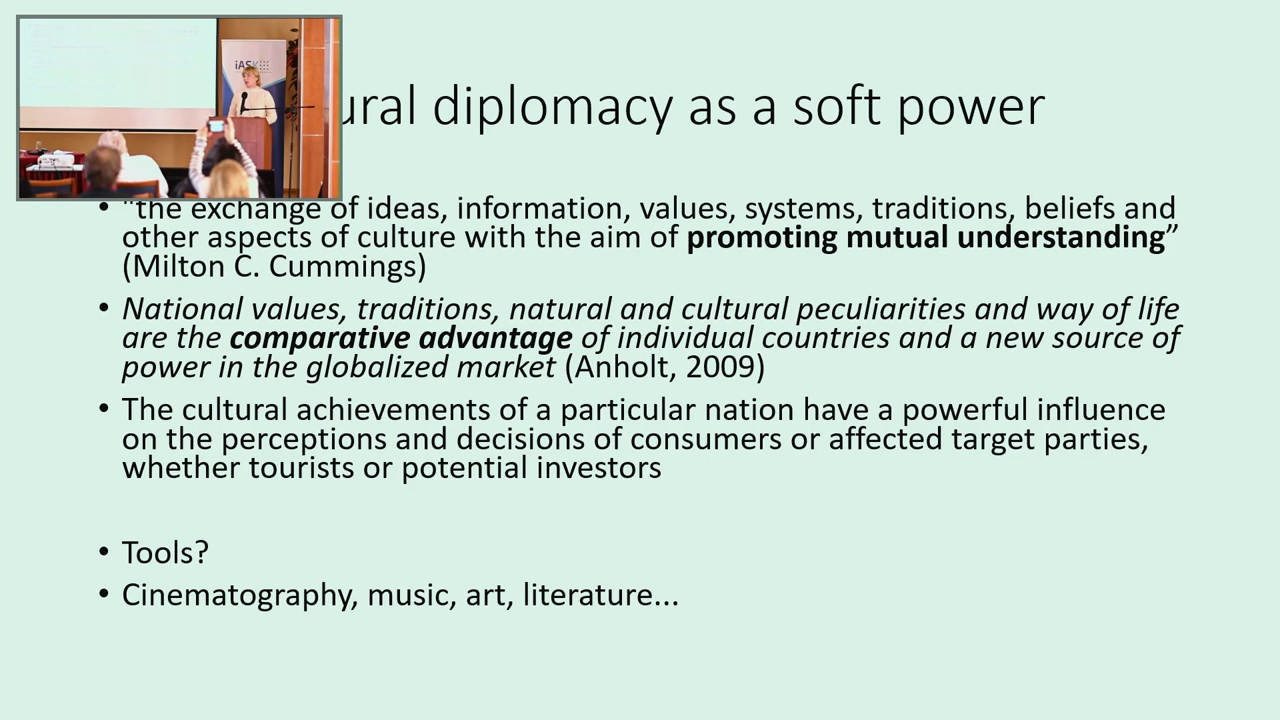 iASK
ural diplomacy as a soft power
• "the exchange of ideas, information, values, systems, traditions, beliefs and
other aspects of culture with the aim of promoting mutual understanding”
(Milton C. Cummings)
• National values, traditions, natural and cultural peculiarities and way of life
are the comparative advantage of individual countries and a new source of
power in the globalized market (Anholt, 2009)
• The cultural achievements of a particular nation have a powerful influence
on the perceptions and decisions of consumers or affected target parties,
whether tourists or potential investors
• Tools?
• Cinematography, music, art, literature...